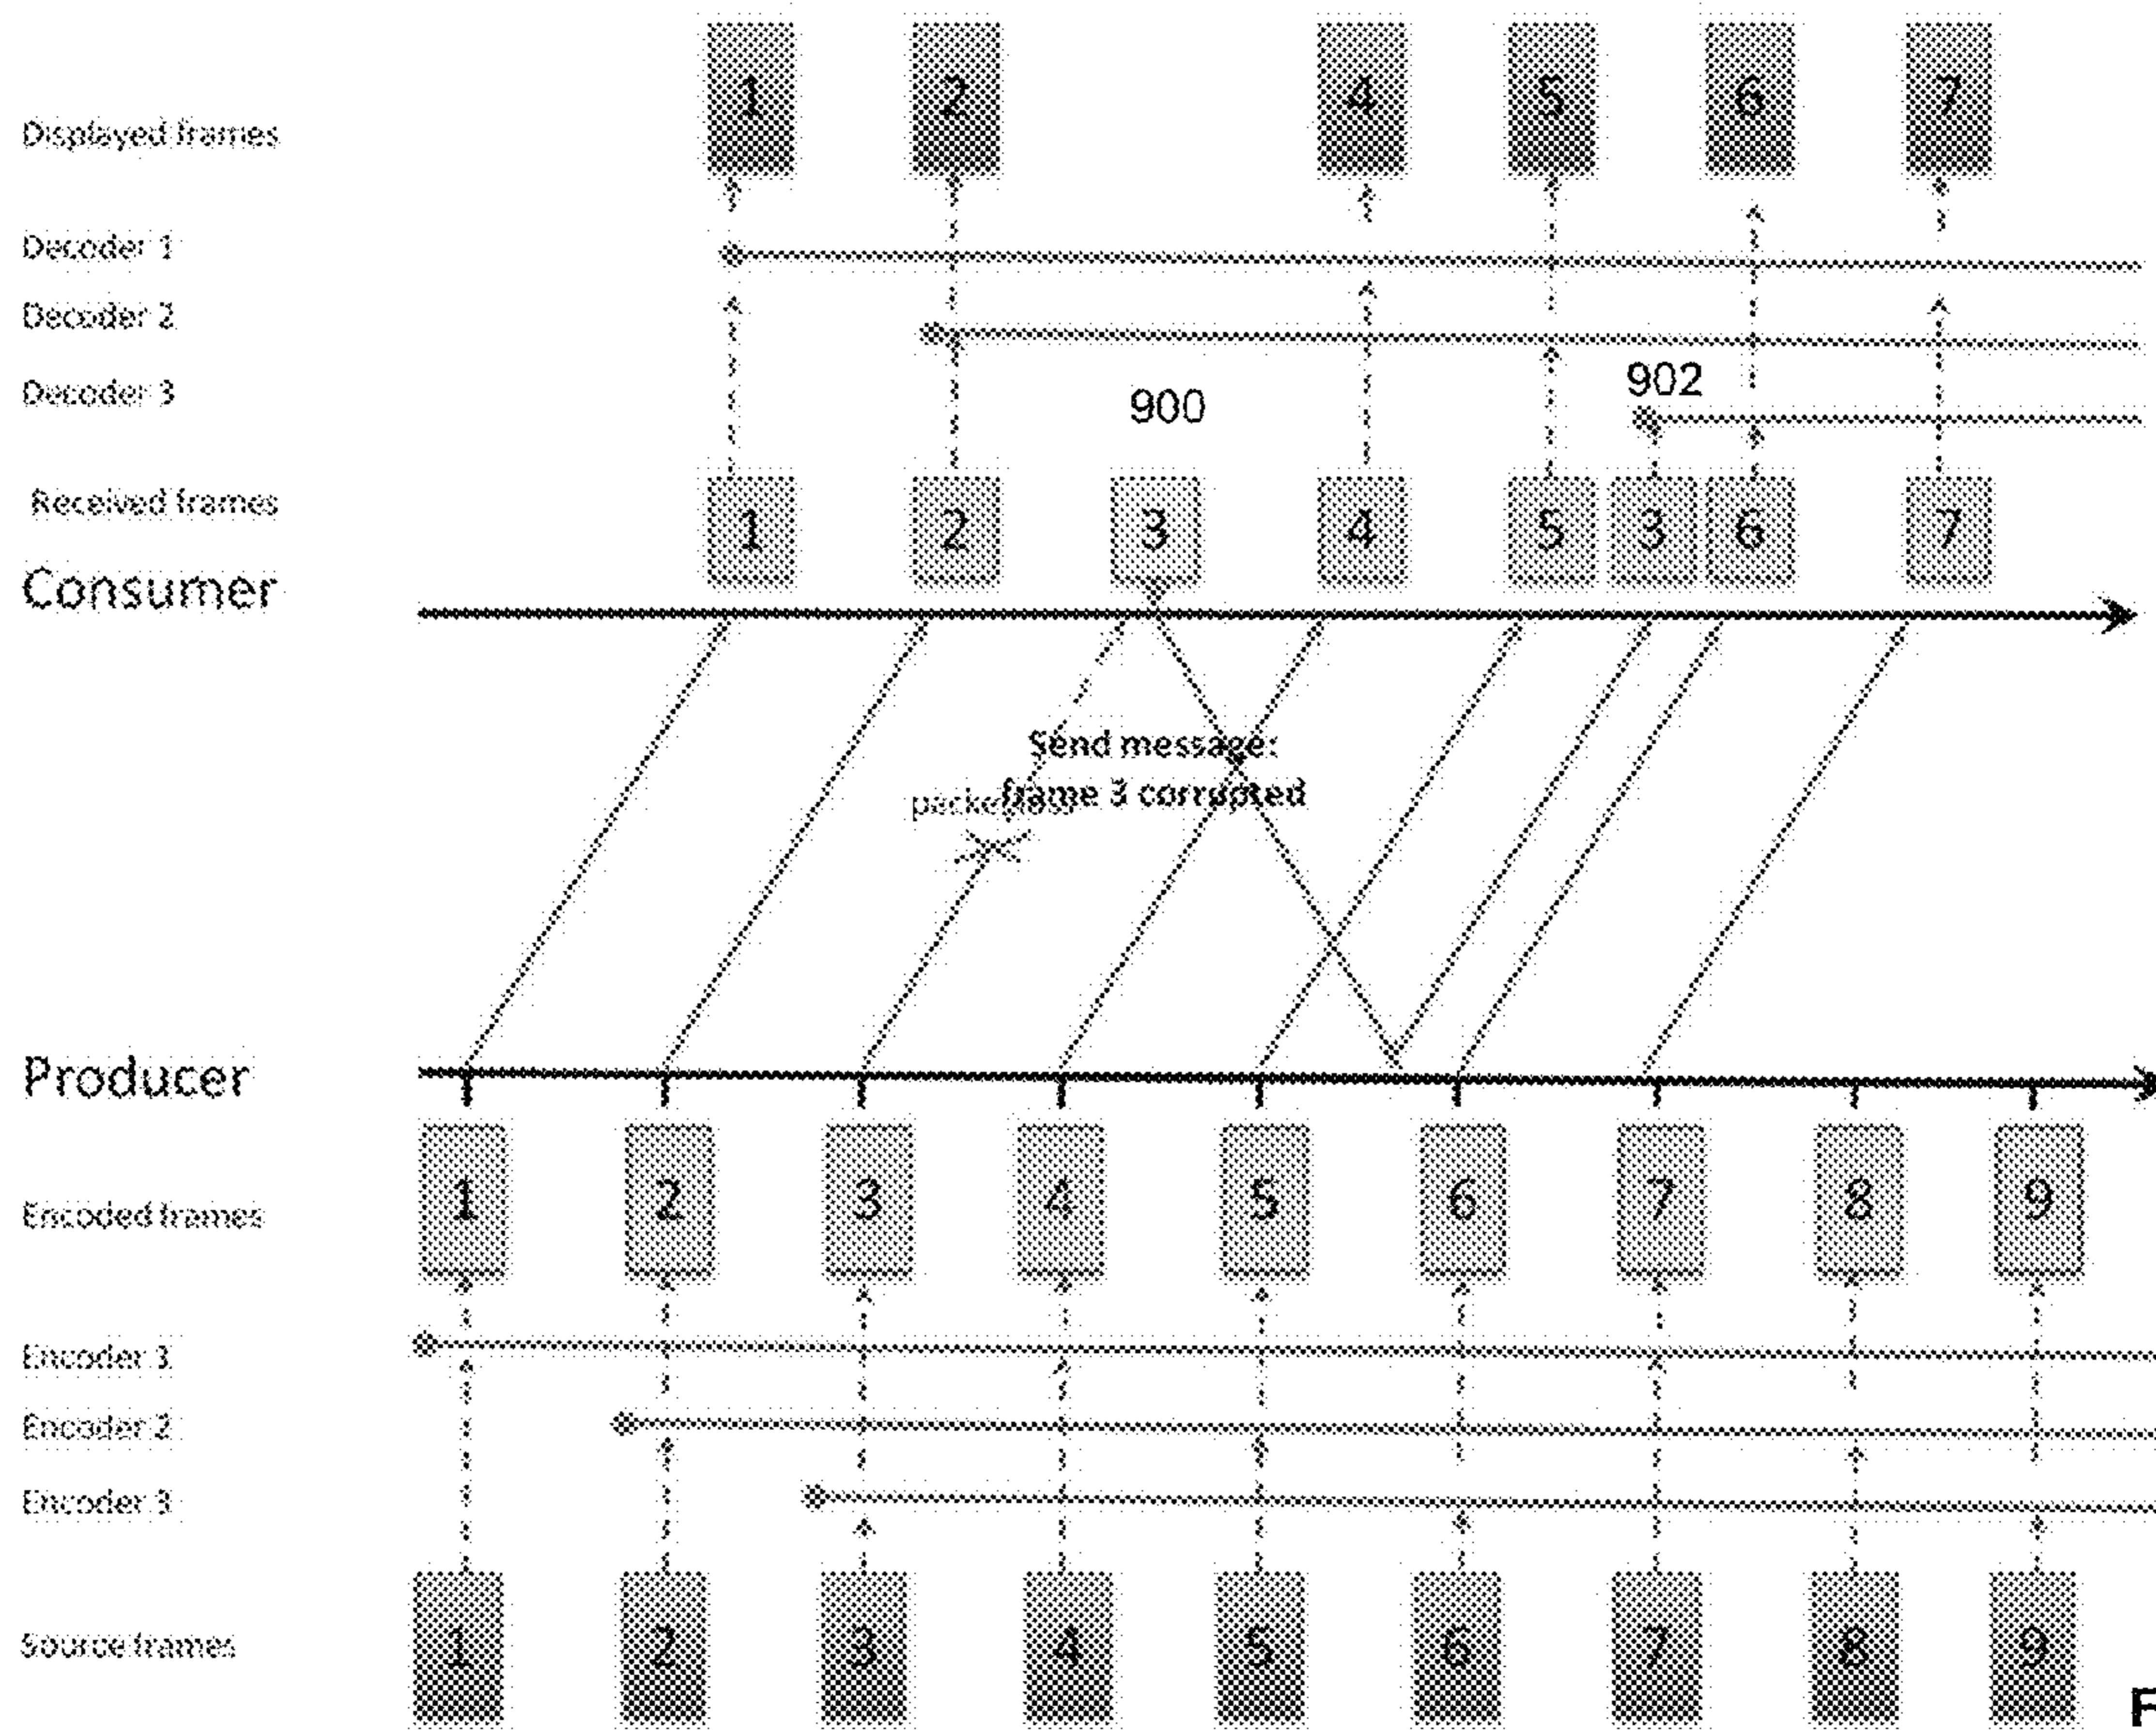 1 2 4 5 6 7
Displayed frames
Decoder 1
Decoder 2
Decoder 3
900
902
Received frames
1 2 3 4 5 3 6 7
Consumer
Send message:
frame 3 corrupted
Producer
1 2 3 4 5 6 7 8 9
Encoded frames
Encoder 1
Encoder 2
Encoder 3
1 2 3 4 5 6 7 8 9
Source frames